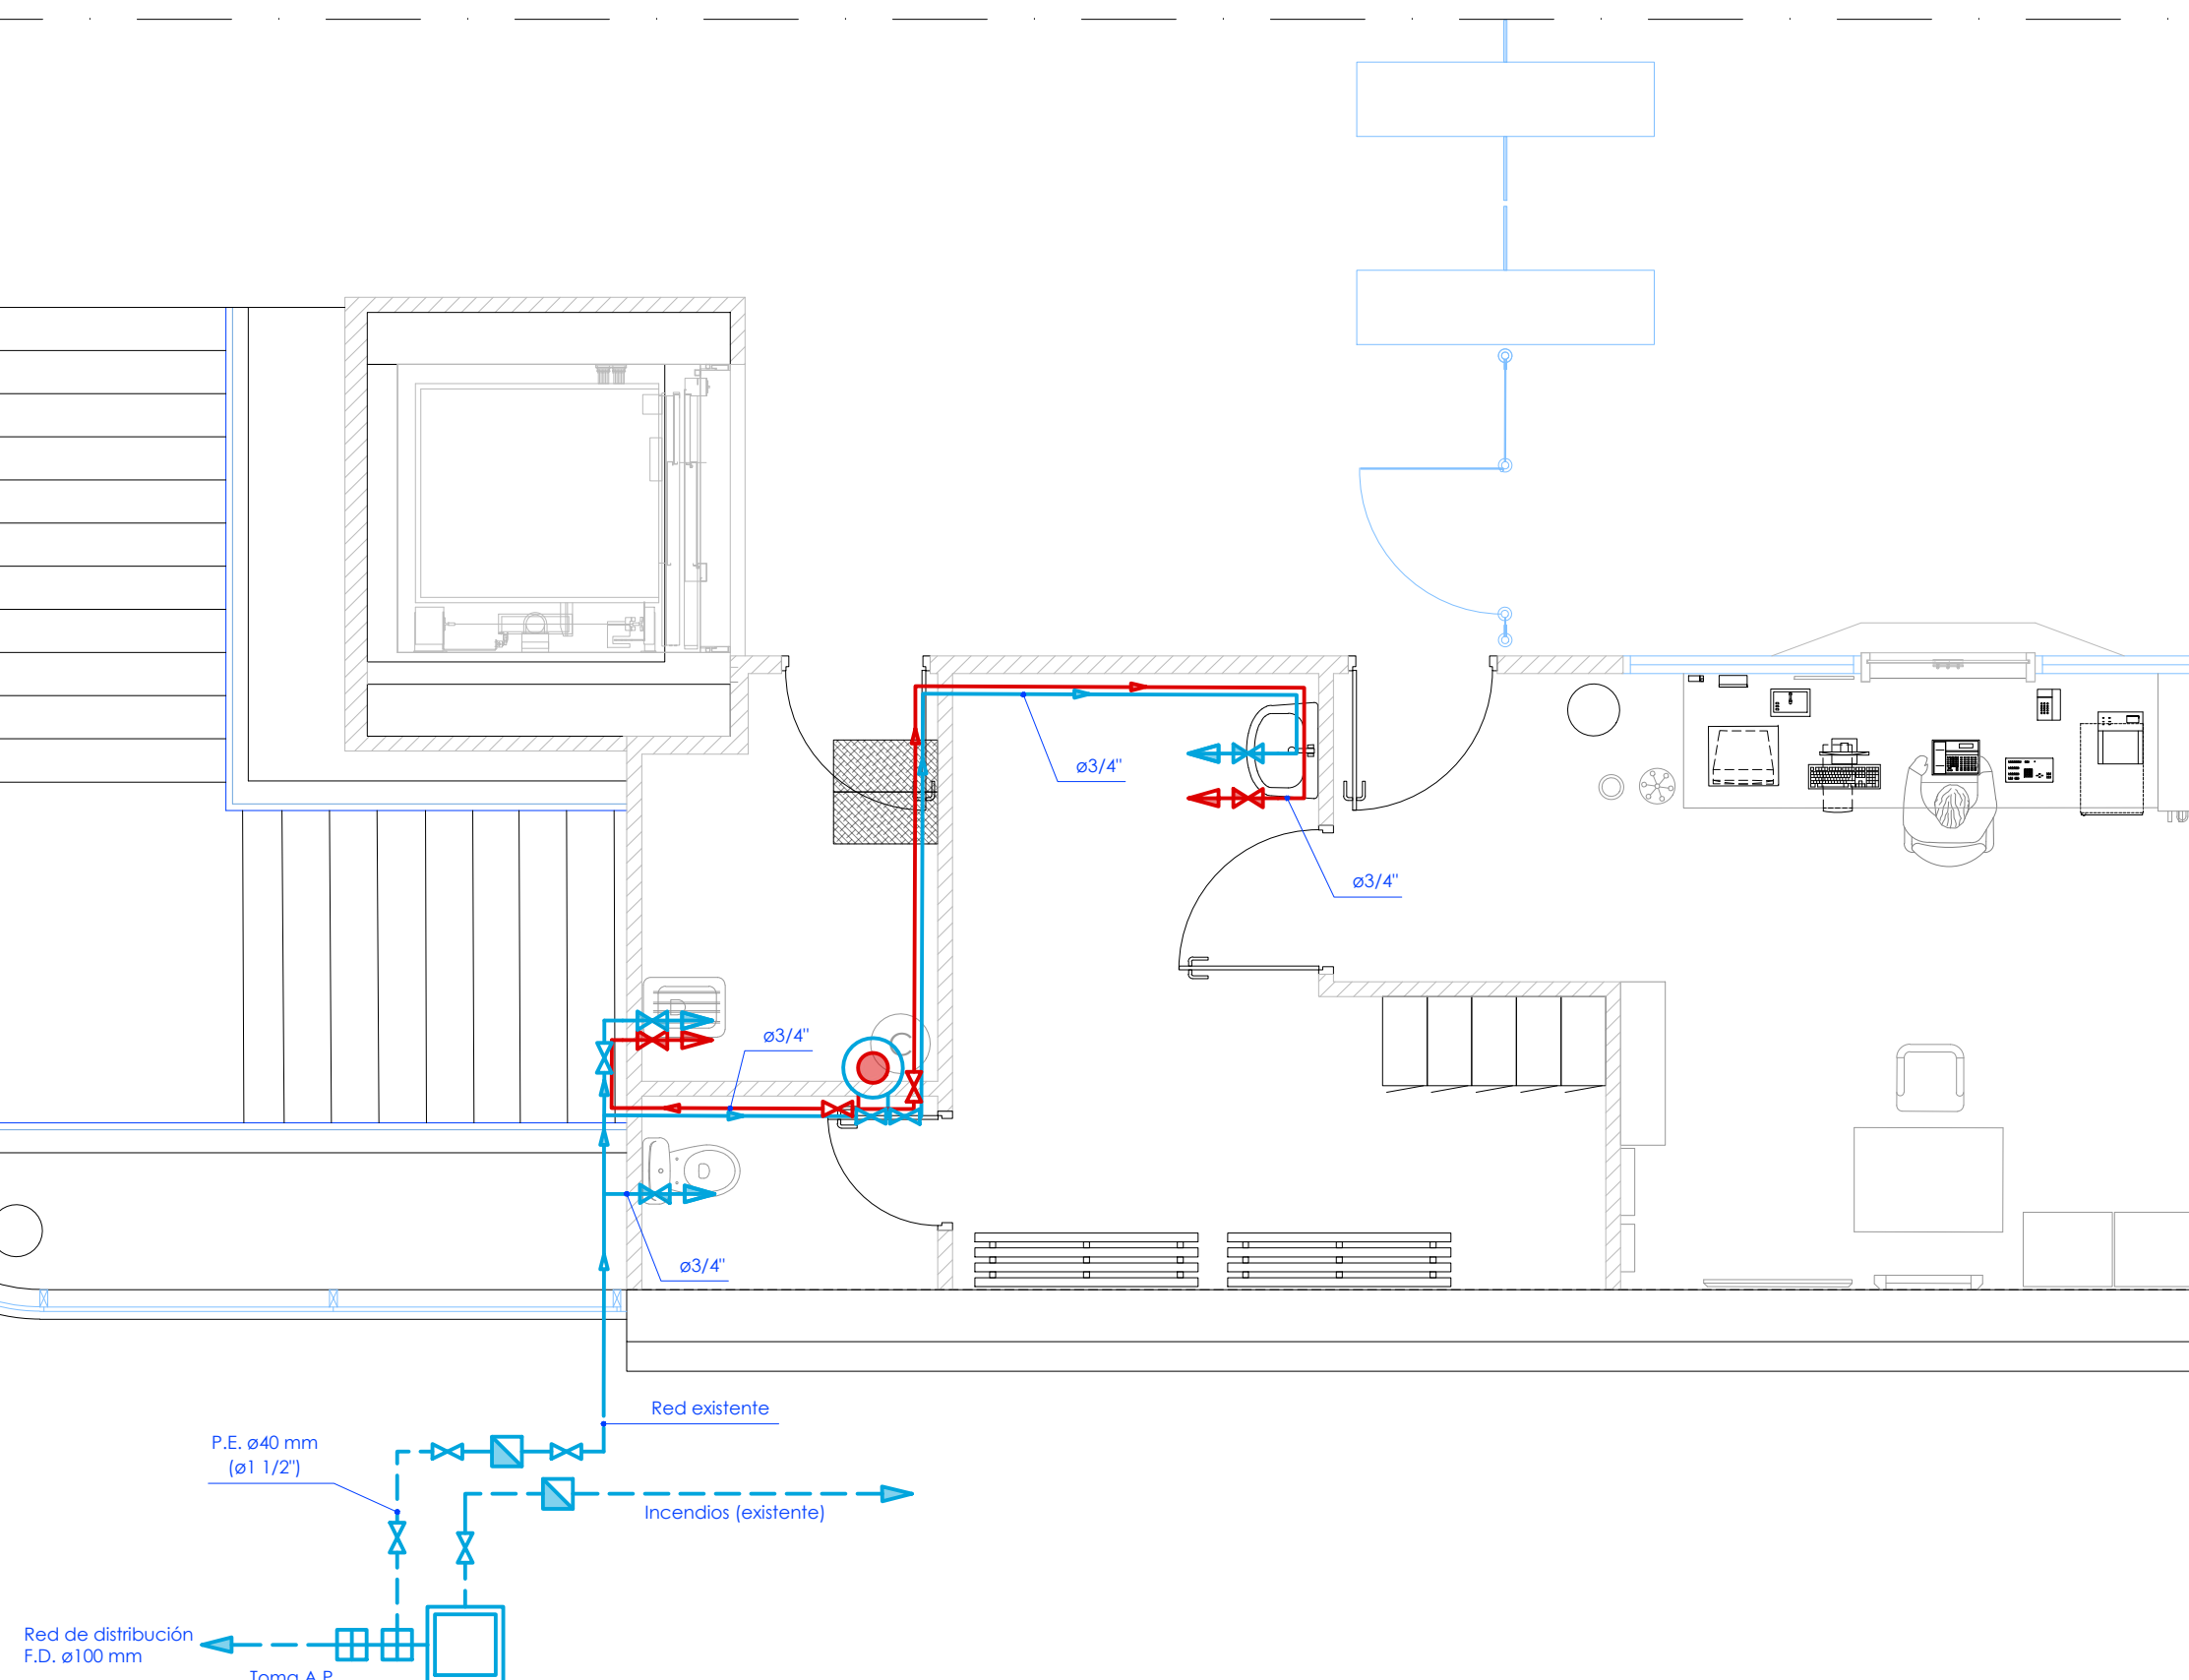 ø3/4"
ø3/4"
ø3/4"
ø3/4"
Red existente
P.E. ø40 mm
(ø1 1/2")
Incendios (existente)
Red de distribución
F.D. ø100 mm
Toma A.P.